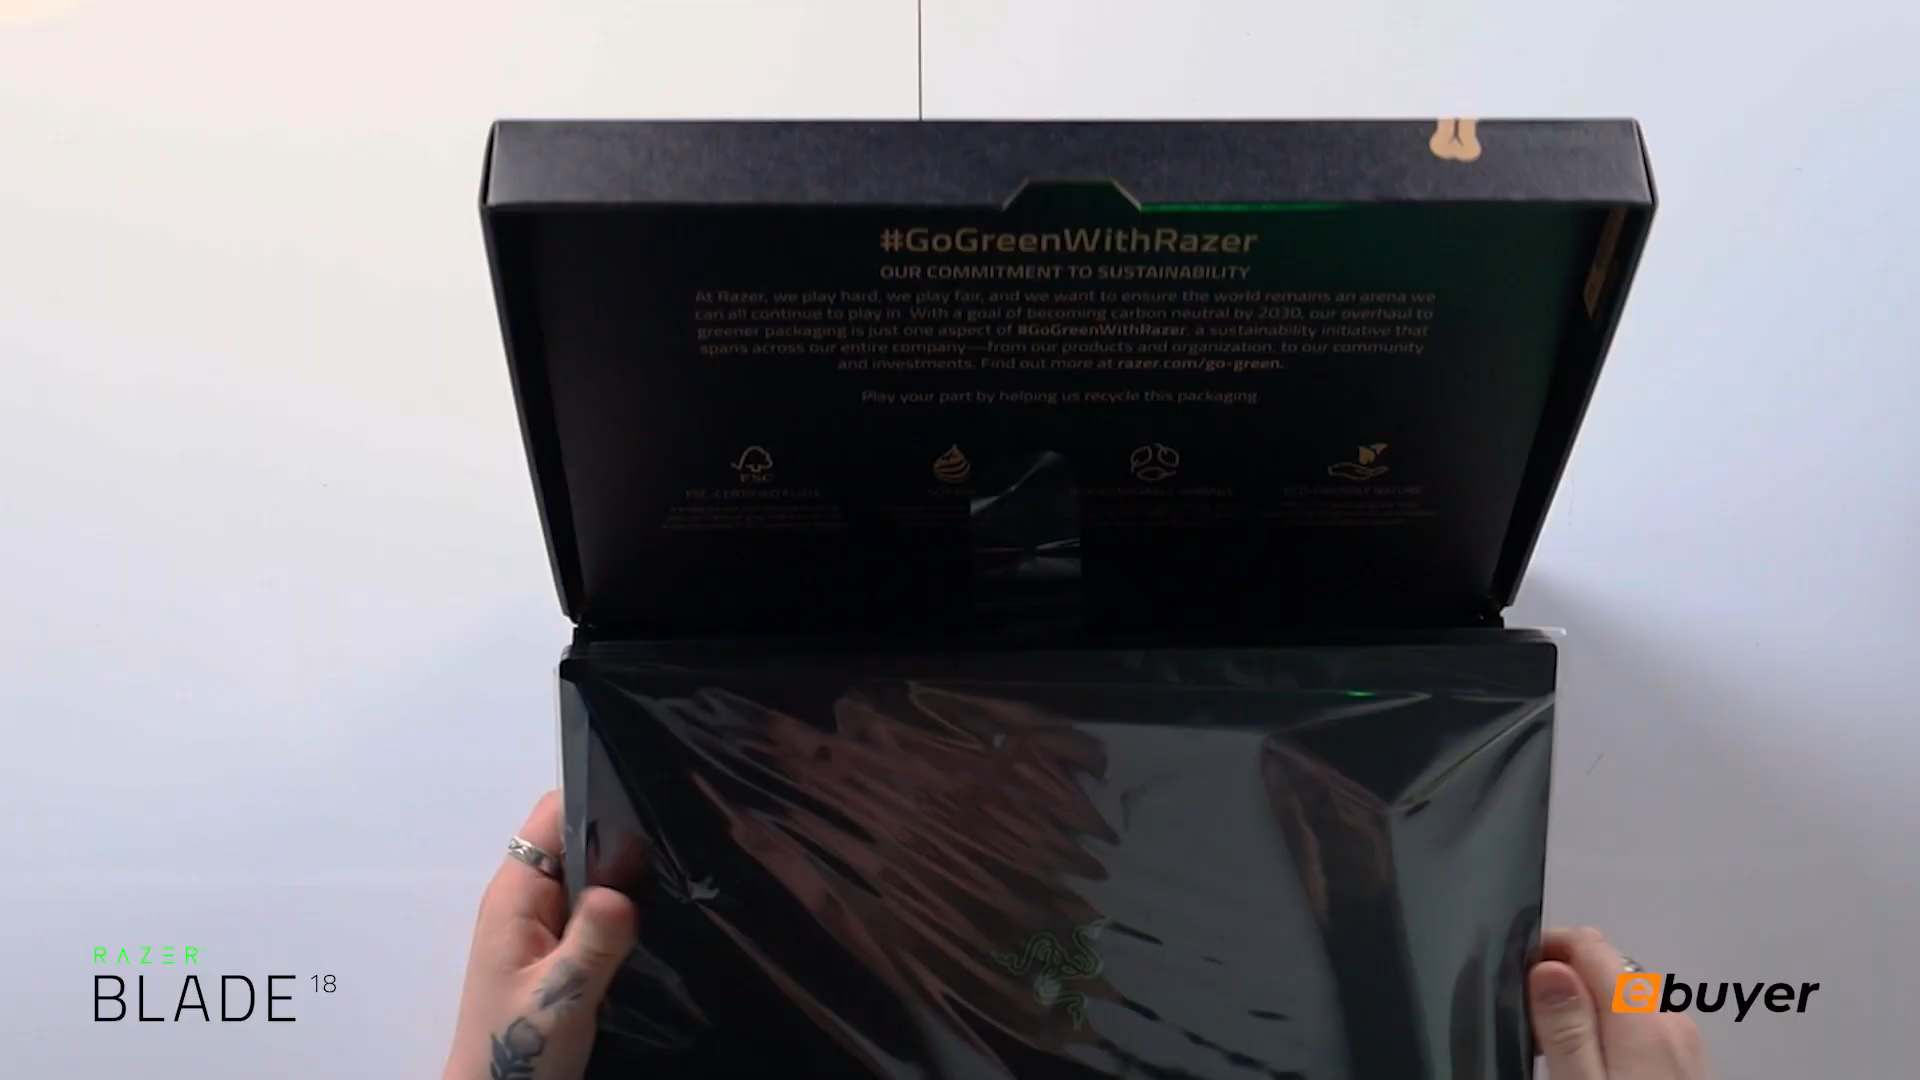 #GoGreenWithRazer
OUR COMMITMENT TO SUSTAINABILITY
At Razer, we play hard, we play fair, and we want to ensure the world remains an arena we
can all continue to play in. With a goal of becoming carbon neutral by 2030, our overhaul to
greener packaging is just one aspect of #GoGreenWithRazer, a sustainability initiative that
spans across our entire company—from our products and organization, to our community
and investments. Find out more at razer.com/go-green.
Play your part by helping us recycle this packaging
FSC
RAZER
BLADE 18
ebuyer